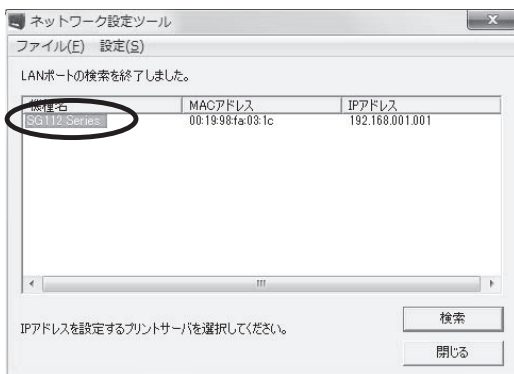 ネットワーク設定ツール
ファイル(F) 設定(S)
LANポートの検索を終了しました。
機種名 MACアドレス IPアドレス
SG112 Series 00:19:98:fa:03:1c 192.168.001.001
検索
IPアドレスを設定するプリントサーバを選択してください。
閉じる